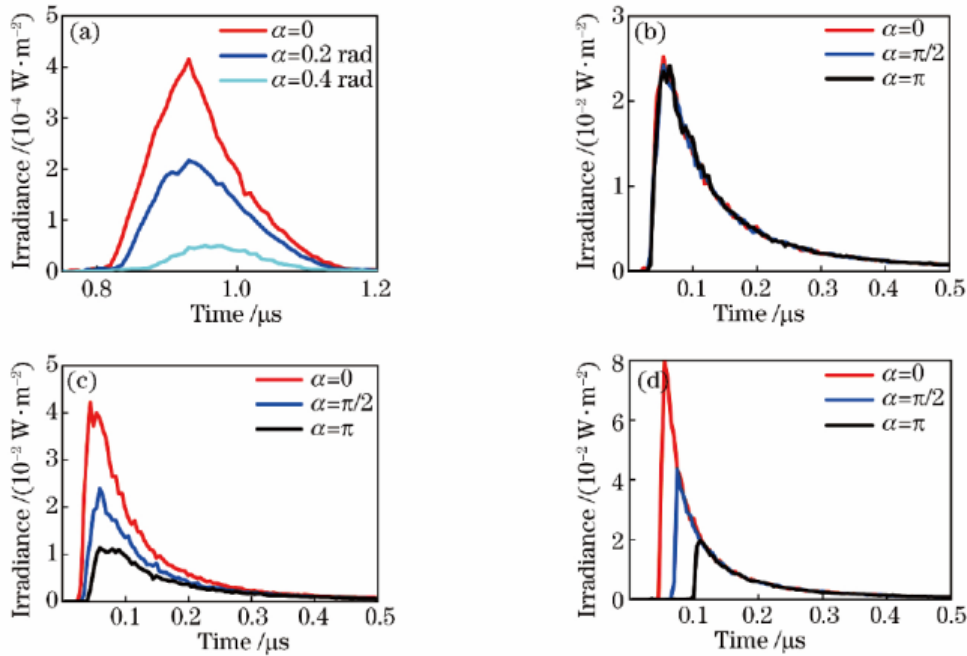 (a)
α=0
α=0.2 rad
α=0.4 rad
Irradiance /(10⁻⁴ W·m⁻²)
5
4
3
2
1
0
0.8 1.0 1.2
Time /μs
(b)
α=0
α=π/2
α=π
Irradiance /(10⁻² W·m⁻²)
3
2
1
0
0.1 0.2 0.3 0.4 0.5
Time /μs
(c)
α=0
α=π/2
α=π
Irradiance /(10⁻² W·m⁻²)
5
4
3
2
1
0
0.1 0.2 0.3 0.4 0.5
Time /μs
(d)
α=0
α=π/2
α=π
Irradiance /(10⁻² W·m⁻²)
8
6
4
2
0
0.1 0.2 0.3 0.4 0.5
Time /μs